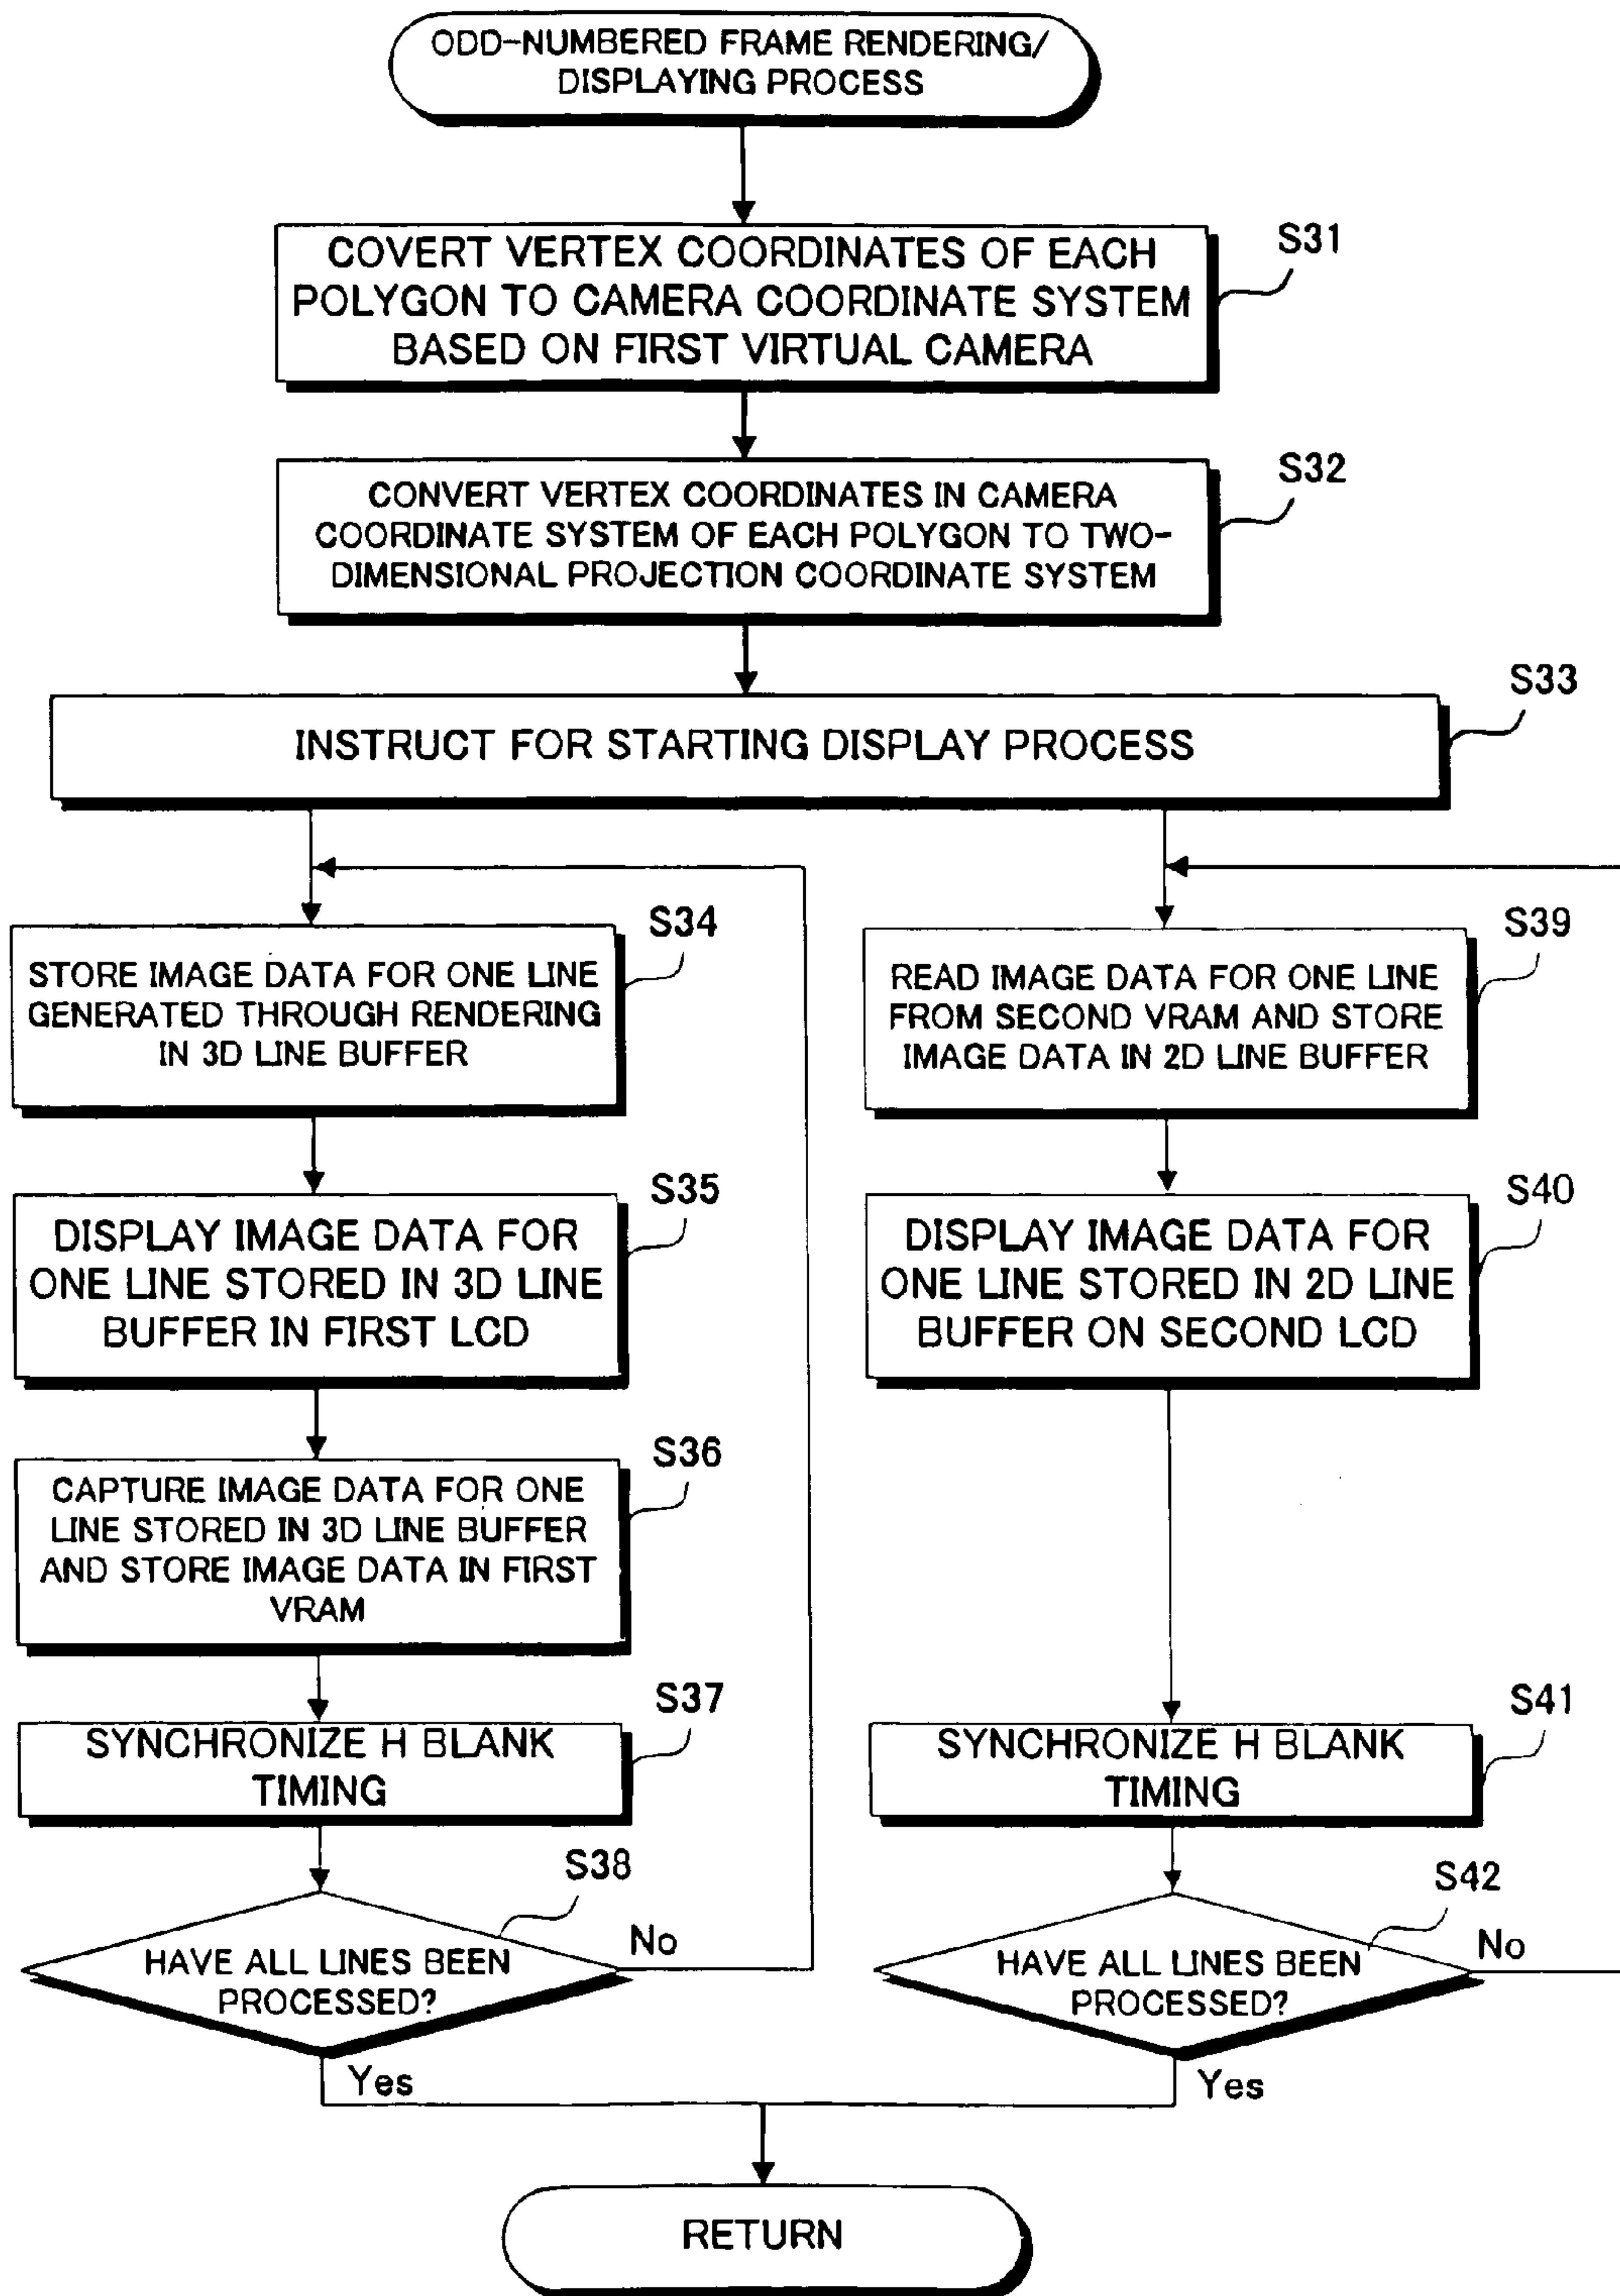 ODD-NUMBERED FRAME RENDERING/
DISPLAYING PROCESS
S31
COVERT VERTEX COORDINATES OF EACH
POLYGON TO CAMERA COORDINATE SYSTEM
BASED ON FIRST VIRTUAL CAMERA
S32
CONVERT VERTEX COORDINATES IN CAMERA
COORDINATE SYSTEM OF EACH POLYGON TO TWO-
DIMENSIONAL PROJECTION COORDINATE SYSTEM
S33
INSTRUCT FOR STARTING DISPLAY PROCESS
S34
STORE IMAGE DATA FOR ONE LINE
GENERATED THROUGH RENDERING
IN 3D LINE BUFFER
S35
DISPLAY IMAGE DATA FOR
ONE LINE STORED IN 3D LINE
BUFFER IN FIRST LCD
S36
CAPTURE IMAGE DATA FOR ONE
LINE STORED IN 3D LINE BUFFER
AND STORE IMAGE DATA IN FIRST
VRAM
S37
SYNCHRONIZE H BLANK
TIMING
S38
HAVE ALL LINES BEEN
PROCESSED?
No
Yes
S39
READ IMAGE DATA FOR ONE LINE
FROM SECOND VRAM AND STORE
IMAGE DATA IN 2D LINE BUFFER
S40
DISPLAY IMAGE DATA FOR
ONE LINE STORED IN 2D LINE
BUFFER ON SECOND LCD
S41
SYNCHRONIZE H BLANK
TIMING
S42
HAVE ALL LINES BEEN
PROCESSED?
No
Yes
RETURN